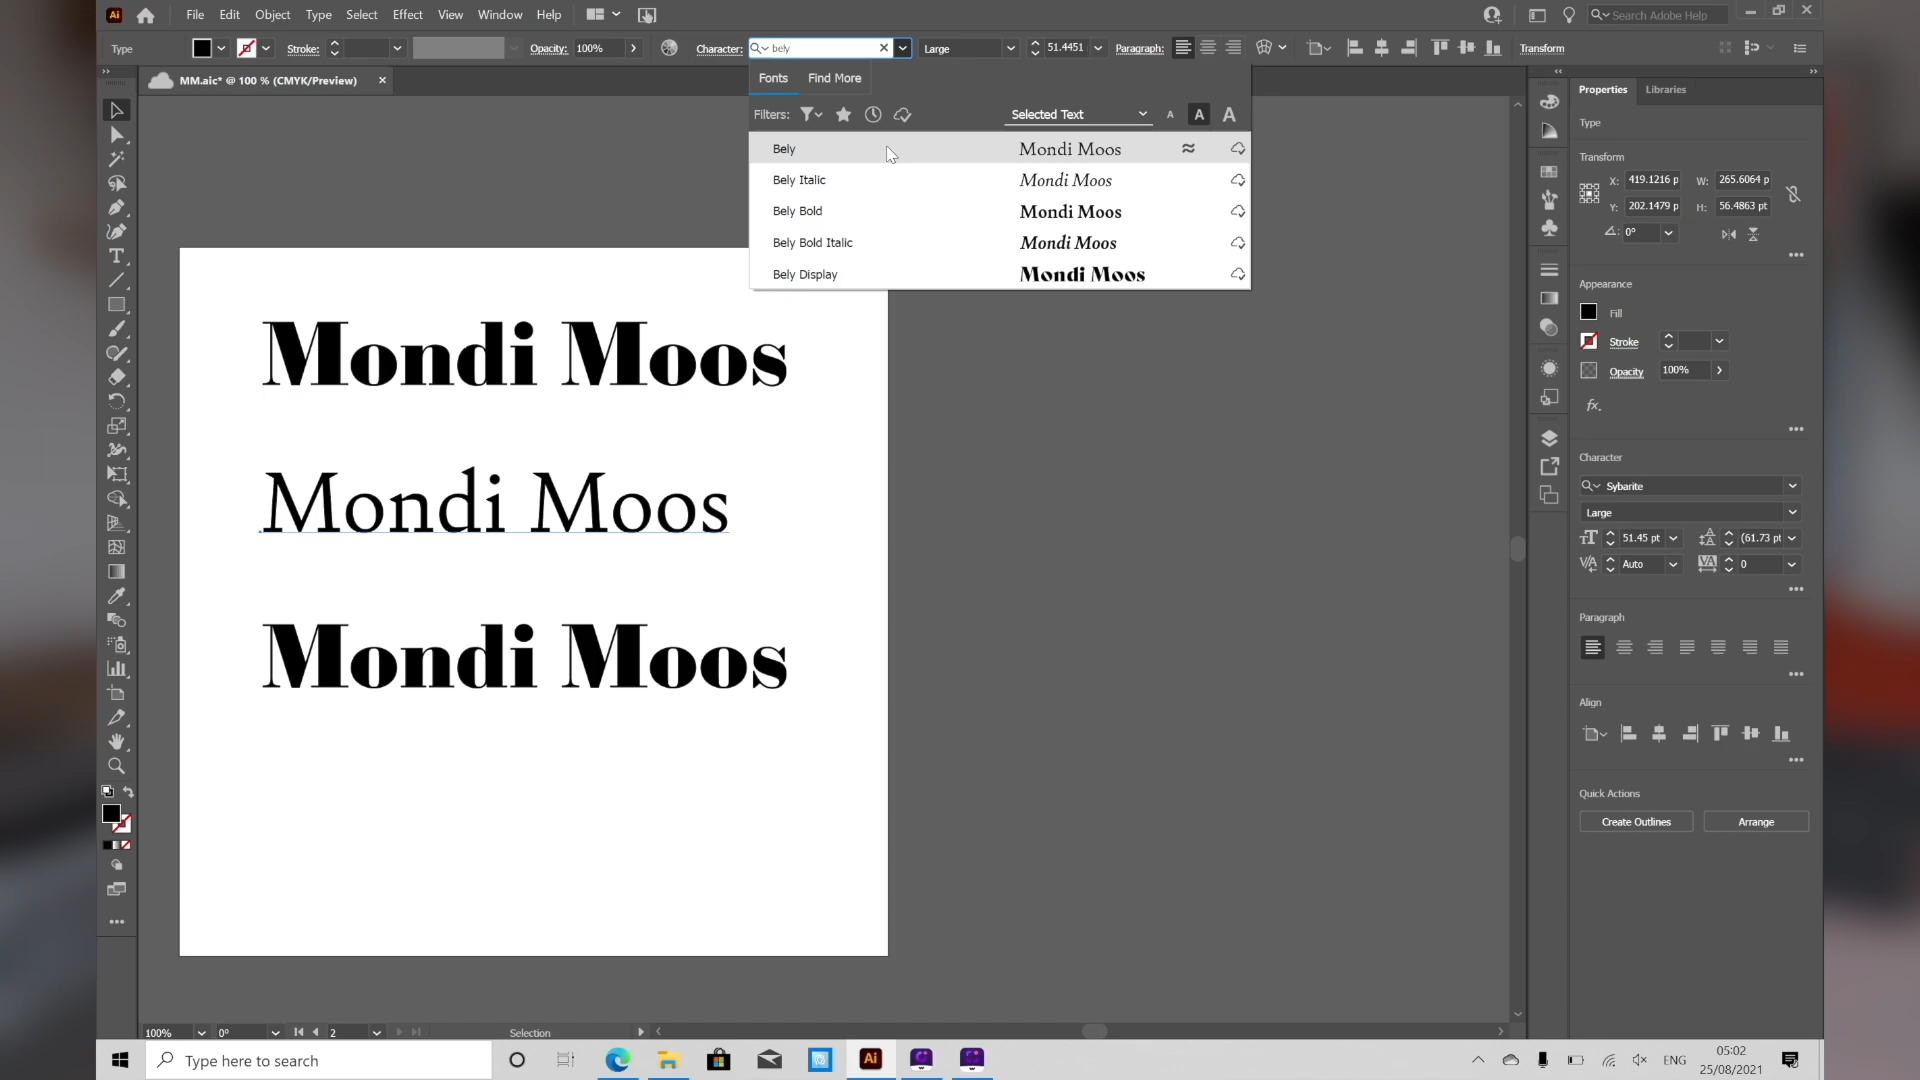 Ai File Edit Object Type Select Effect View Window Help Search Adobe Help
Type Stroke: Opacity: 100% Character: bely Large 51.4451 Paragraph: Transform
MM.aic* @ 100 % (CMYK/Preview)
Fonts Find More
Filters: Selected Text A A A
Bely Mondi Moos
Bely Italic Mondi Moos
Bely Bold Mondi Moos
Bely Bold Italic Mondi Moos
Bely Display Mondi Moos
Mondi Moos
Mondi Moos
Mondi Moos
Properties Libraries
Type
Transform
X: 419.1216 p W: 265.6064 p
Y: 202.1479 p H: 56.4863 pt
0°
Appearance
Fill
Stroke
Opacity 100%
fx.
Character
Sybarite
Large
51.45 pt (61.73 pt
Auto 0
Paragraph
Align
Quick Actions
Create Outlines Arrange
100% 0° 2 Selection
Type here to search Ai ENG 05:02
25/08/2021